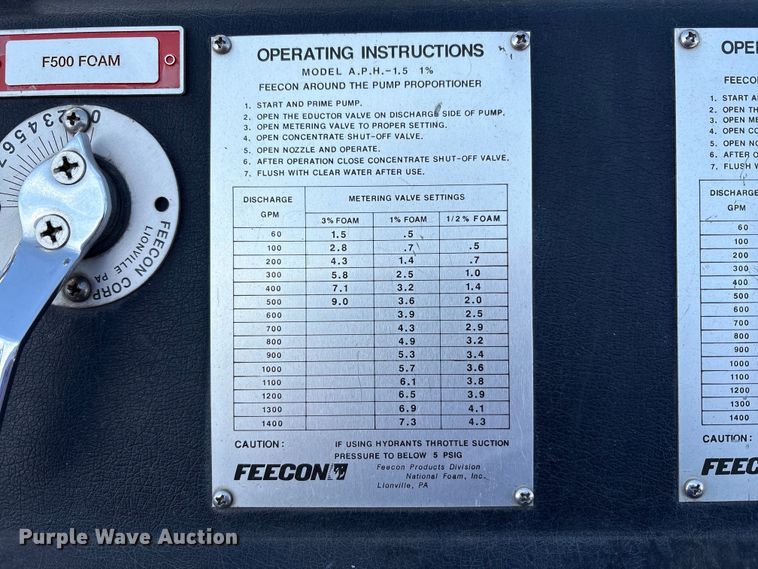 F500 FOAM
01234567
FEECON CORP
LIONVILLE PA
OPERATING INSTRUCTIONS
MODEL A.P.H.-1.5 1%
FEECON AROUND THE PUMP PROPORTIONER
1. START AND PRIME PUMP.
2. OPEN THE EDUCTOR VALVE ON DISCHARGE SIDE OF PUMP.
3. OPEN METERING VALVE TO PROPER SETTING.
4. OPEN CONCENTRATE SHUT-OFF VALVE.
5. OPEN NOZZLE AND OPERATE.
6. AFTER OPERATION CLOSE CONCENTRATE SHUT-OFF VALVE.
7. FLUSH WITH CLEAR WATER AFTER USE.
DISCHARGE GPM METERING VALVE SETTINGS
3% FOAM 1% FOAM 1/2% FOAM
60 1.5 .5
100 2.8 .7 .5
200 4.3 1.4 .7
300 5.8 2.5 1.0
400 7.1 3.2 1.4
500 9.0 3.6 2.0
600 3.9 2.5
700 4.3 2.9
800 4.9 3.2
900 5.3 3.4
1000 5.7 3.6
1100 6.1 3.8
1200 6.5 3.9
1300 6.9 4.1
1400 7.3 4.3
CAUTION: IF USING HYDRANTS THROTTLE SUCTION
PRESSURE TO BELOW 5 PSIG
FEECON
Feecon Products Division
National Foam, Inc.
Lionville, PA
OPE
FEECON
1. START A
2. OPEN TH
3. OPEN ME
4. OPEN CO
5. OPEN NO
6. AFTER O
7. FLUSH W
DISCHARGE
GPM
60
100
200
300
400
500
600
700
800
900
1000
1100
1200
1300
1400
CAUTION:
FEEC
Purple Wave Auction